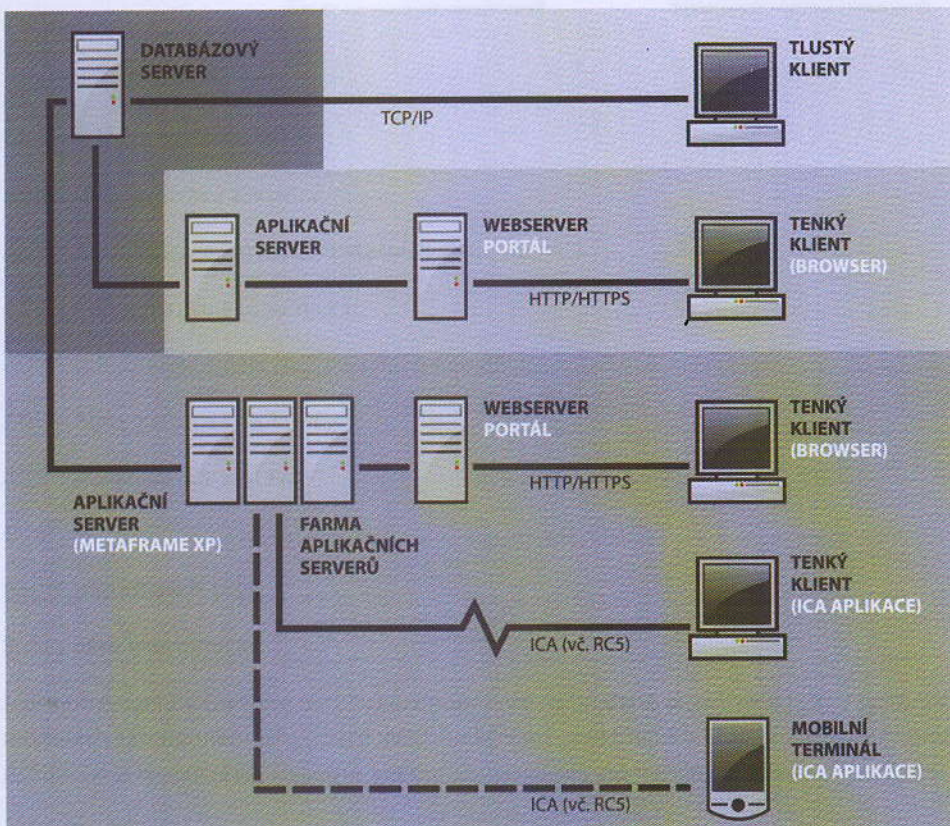 DATABÁZOVÝ
SERVER
TLUSTÝ
KLIENT
TCP/IP
APLIKAČNÍ
SERVER
WEBSERVER
PORTÁL
TENKÝ
KLIENT
(BROWSER)
HTTP/HTTPS
WEBSERVER
PORTÁL
TENKÝ
KLIENT
(BROWSER)
HTTP/HTTPS
APLIKAČNÍ
SERVER
(METAFRAME XP)
FARMA
APLIKAČNÍCH
SERVERŮ
TENKÝ
KLIENT
(ICA APLIKACE)
ICA (vč. RC5)
MOBILNÍ
TERMINÁL
(ICA APLIKACE)
ICA (vč. RC5)